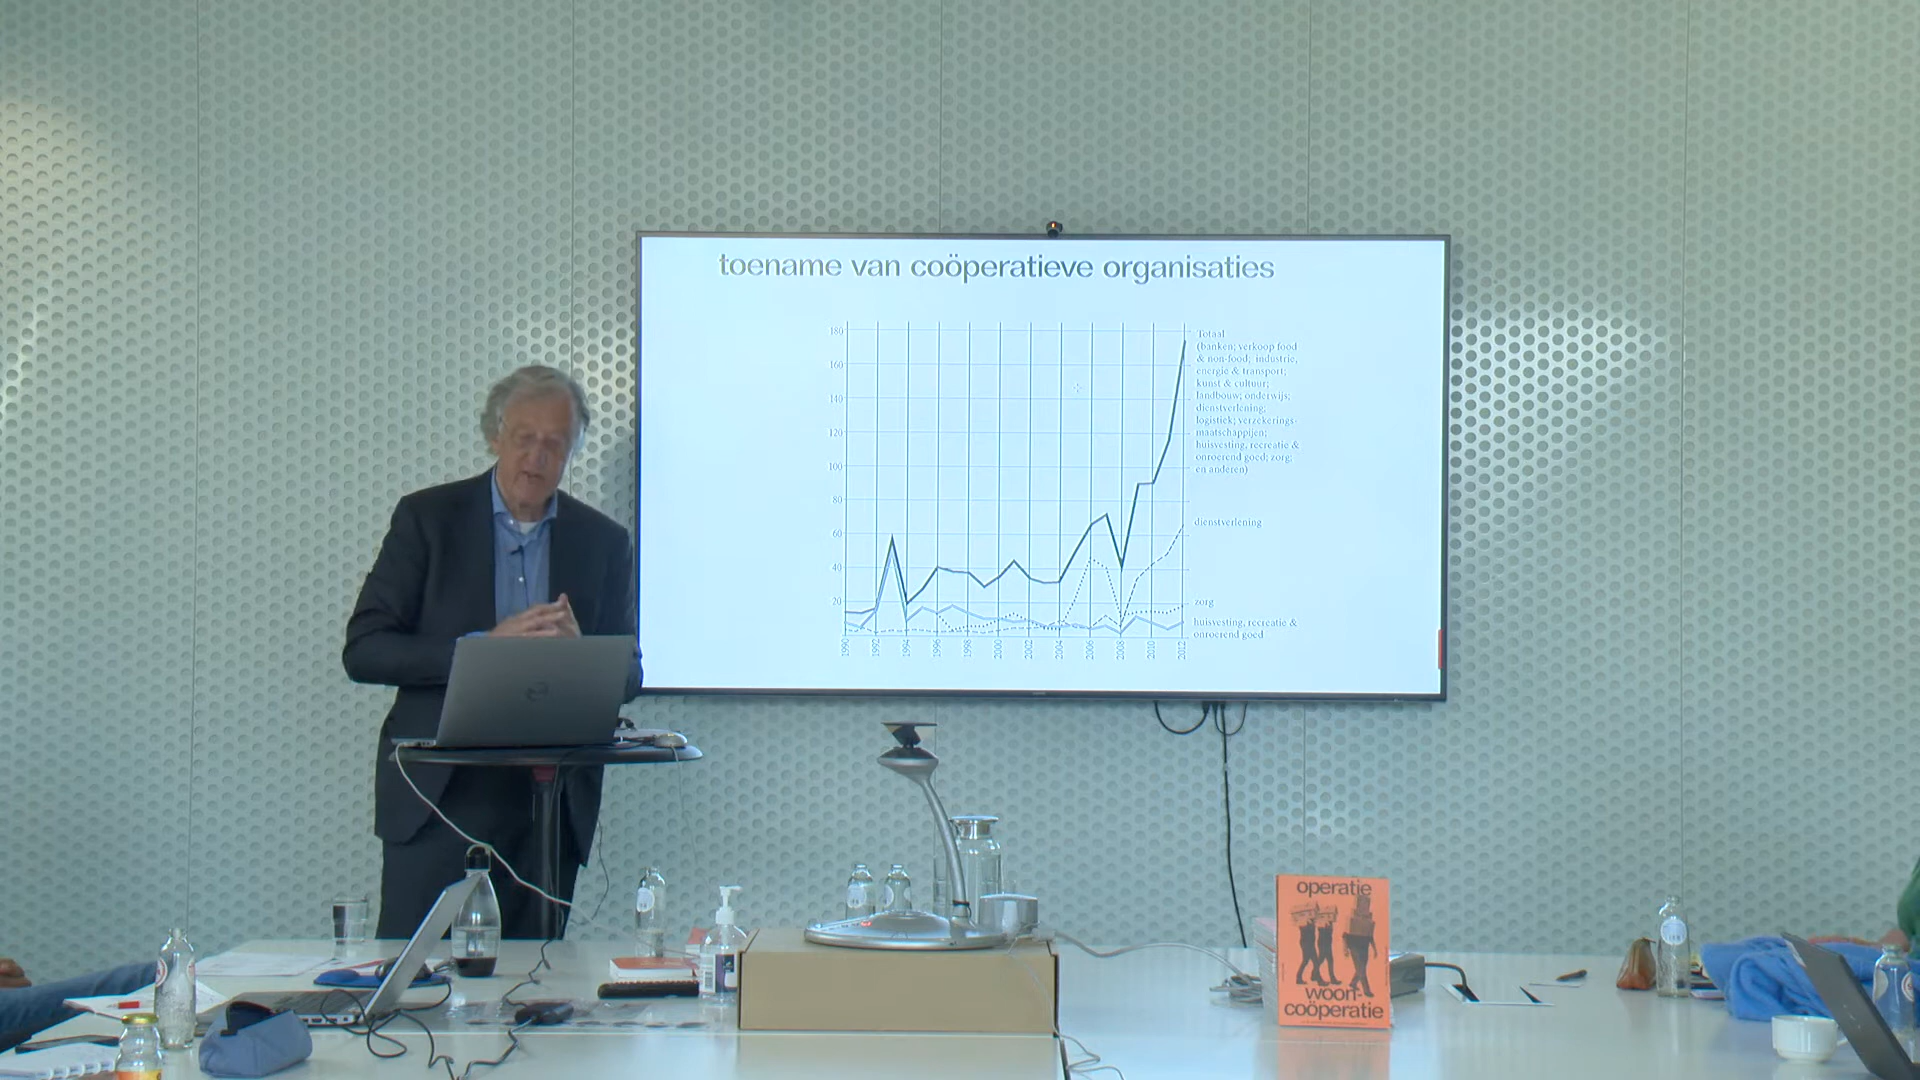 toename van coöperatieve organisaties
180
160
140
120
100
80
60
40
20
1990
1992
1994
1996
1998
2000
2002
2004
2006
2008
2010
2012
Totaal
(banken; verkoop food
& non-food; industrie,
energie & transport;
kunst & cultuur;
landbouw; onderwijs;
dienstverlening;
logistiek; verzekerings-
maatschappijen;
huisvesting, recreatie &
onroerend goed; zorg;
en anderen)
dienstverlening
zorg
huisvesting, recreatie &
onroerend goed
operatie
woon-
coöperatie